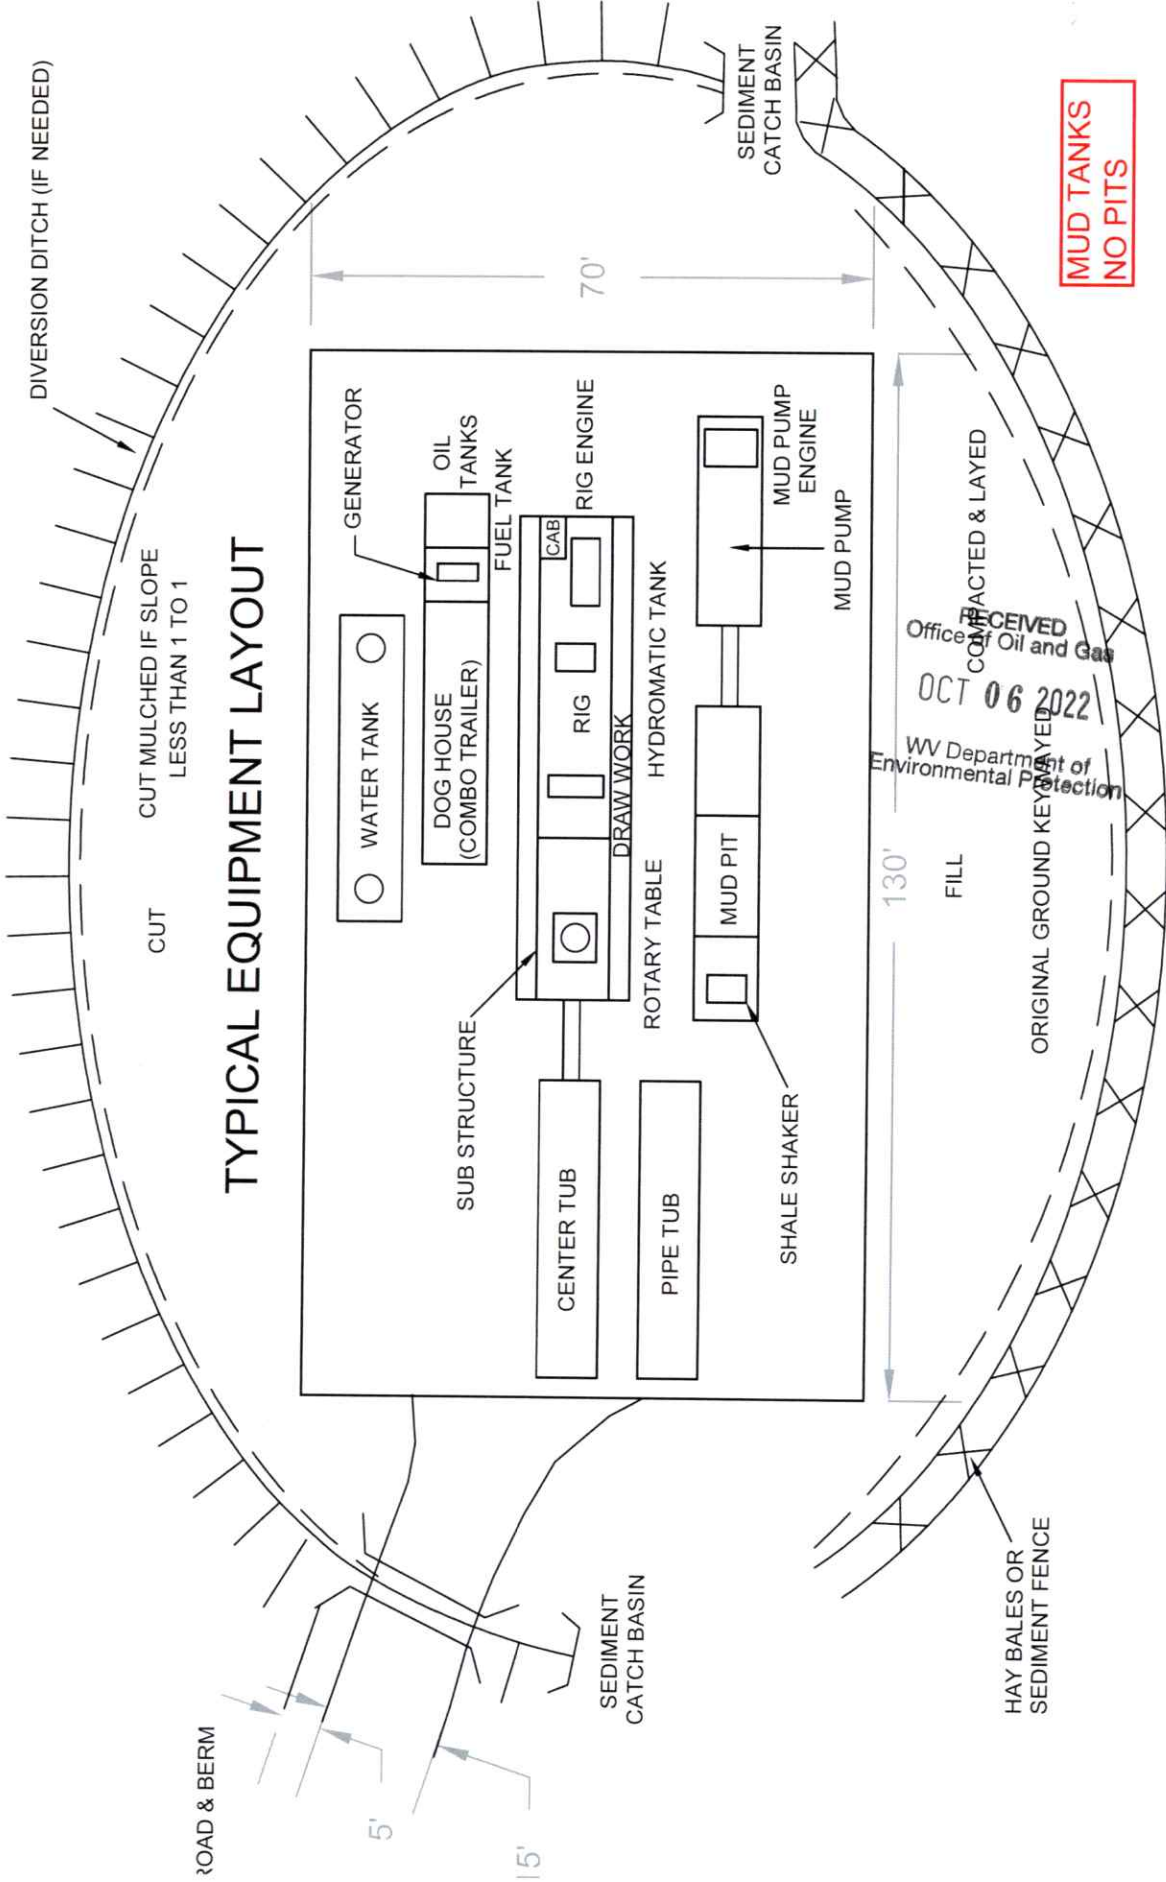 DIVERSION DITCH (IF NEEDED)
CUT
CUT MULCHED IF SLOPE
LESS THAN 1 TO 1
TYPICAL EQUIPMENT LAYOUT
WATER TANK
GENERATOR
DOG HOUSE
(COMBO TRAILER)
OIL
TANKS
FUEL TANK
SUB STRUCTURE
CAB
RIG
RIG ENGINE
DRAW WORK
ROTARY TABLE
HYDROMATIC TANK
CENTER TUB
PIPE TUB
MUD PIT
SHALE SHAKER
MUD PUMP
MUD PUMP
ENGINE
70'
130'
SEDIMENT
CATCH BASIN
SEDIMENT
CATCH BASIN
ROAD & BERM
5'
15'
FILL
COMPACTED & LAYED
ORIGINAL GROUND KEYWAYED
HAY BALES OR
SEDIMENT FENCE
MUD TANKS
NO PITS
RECEIVED
Office of Oil and Gas
OCT 06 2022
WV Department of
Environmental Protection